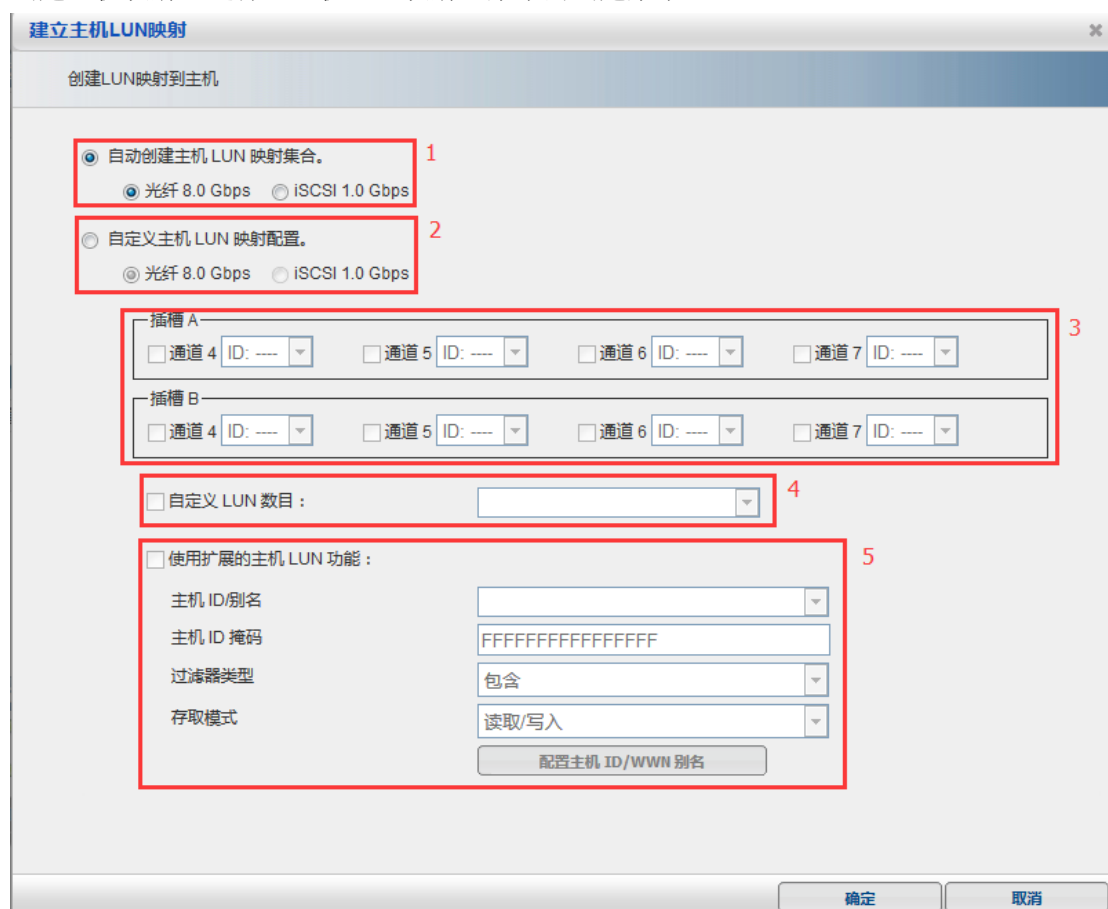 建立主机LUN映射
创建LUN映射到主机
自动创建主机 LUN 映射集合。 1
光纤 8.0 Gbps iSCSI 1.0 Gbps
自定义主机 LUN 映射配置。 2
光纤 8.0 Gbps iSCSI 1.0 Gbps
插槽 A 3
通道 4 ID: ---- 通道 5 ID: ---- 通道 6 ID: ---- 通道 7 ID: ----
插槽 B
通道 4 ID: ---- 通道 5 ID: ---- 通道 6 ID: ---- 通道 7 ID: ----
自定义 LUN 数目： 4
使用扩展的主机 LUN 功能： 5
主机 ID/别名
主机 ID 掩码 FFFFFFFFFFFFFFFF
过滤器类型 包含
存取模式 读取/写入
配置主机 ID/WWN 别名
确定 取消